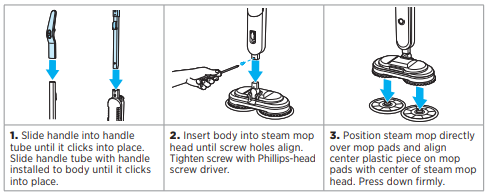 1. Slide handle into handle
tube until it clicks into place.
Slide handle tube with handle
installed to body until it clicks
into place.
2. Insert body into steam mop
head until screw holes align.
Tighten screw with Phillips-head
screw driver.
3. Position steam mop directly
over mop pads and align
center plastic piece on mop
pads with center of steam mop
head. Press down firmly.